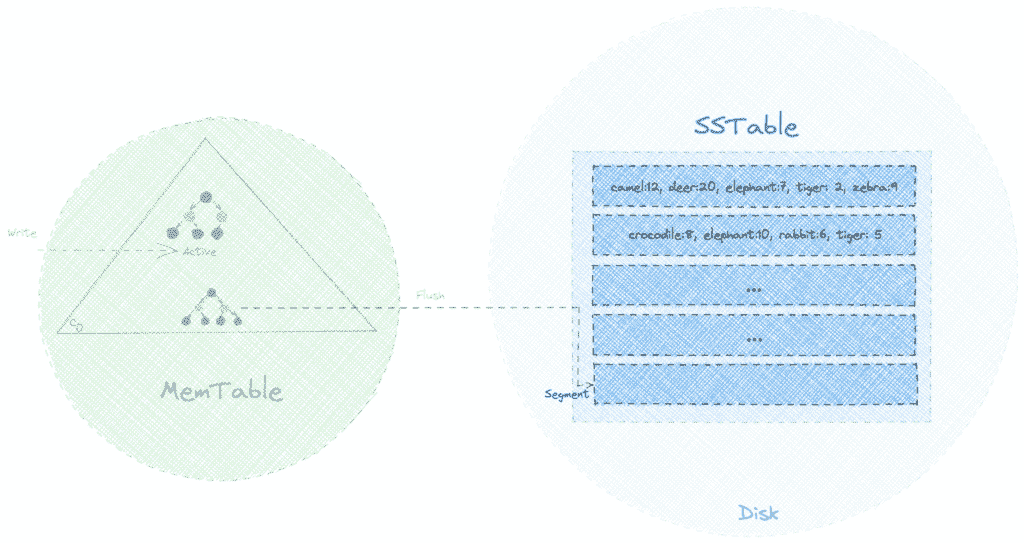 Write
Active
C0
MemTable
Flush
SSTable
camel:12, deer:20, elephant:7, tiger: 2, zebra:9
crocodile:8, elephant:10, rabbit:6, tiger: 5
...
...
Segment
Disk